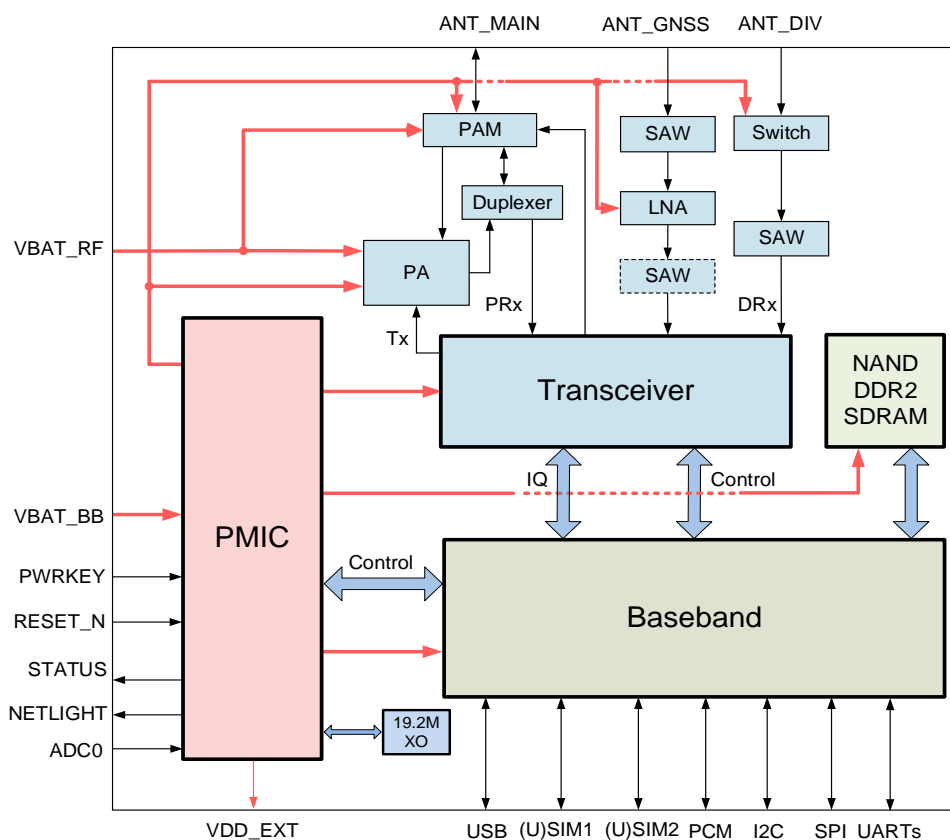 ANT_MAIN
ANT_GNSS
ANT_DIV
PAM
SAW
Switch
Duplexer
LNA
VBAT_RF
PA
SAW
SAW
PRx
DRx
Tx
Transceiver
NAND
DDR2
SDRAM
IQ
Control
VBAT_BB
PMIC
Control
PWRKEY
RESET_N
Baseband
STATUS
NETLIGHT
19.2M
XO
ADC0
VDD_EXT
USB
(U)SIM1
(U)SIM2
PCM
I2C
SPI
UARTs